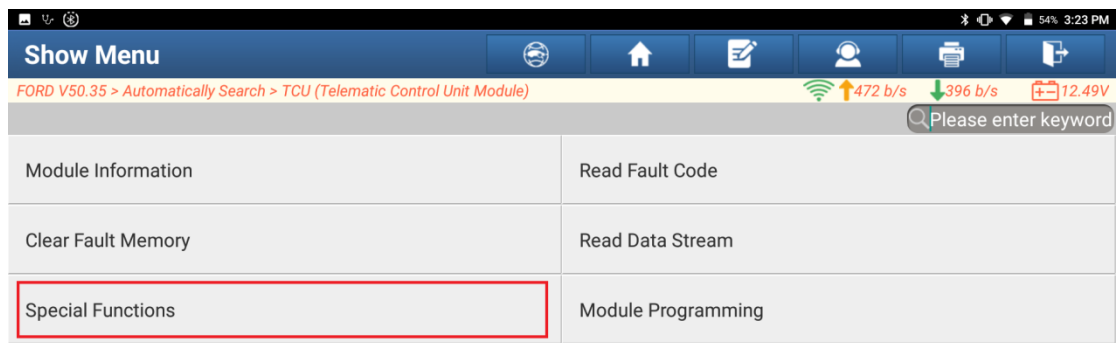 54% 3:23 PM
Show Menu
FORD V50.35 > Automatically Search > TCU (Telematic Control Unit Module)
472 b/s
396 b/s
12.49V
Please enter keyword
Module Information
Read Fault Code
Clear Fault Memory
Read Data Stream
Special Functions
Module Programming